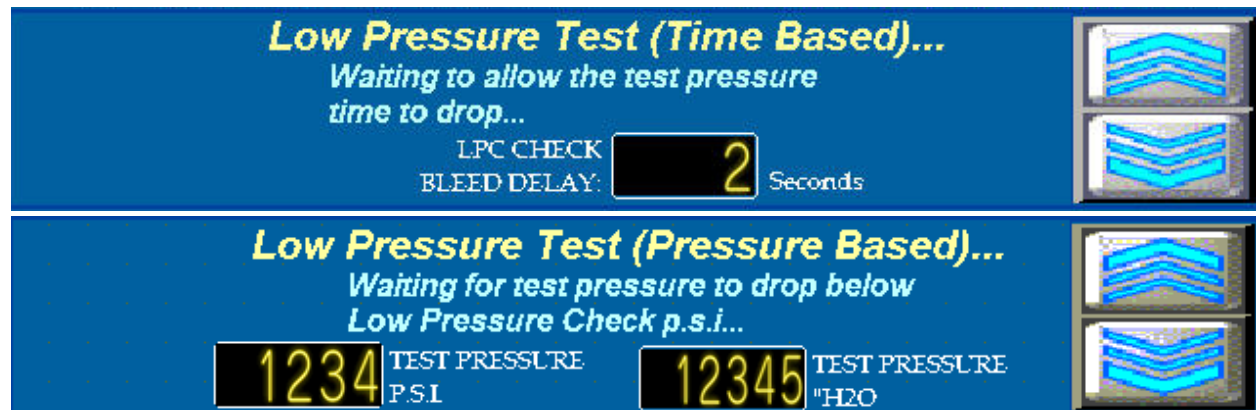 Low Pressure Test (Time Based)...
Waiting to allow the test pressure
time to drop...
LPC CHECK
BLEED DELAY: 2 Seconds
Low Pressure Test (Pressure Based)...
Waiting for test pressure to drop below
Low Pressure Check p.s.i...
1234 TEST PRESSURE 12345 TEST PRESSURE
P.S.I. "H2O